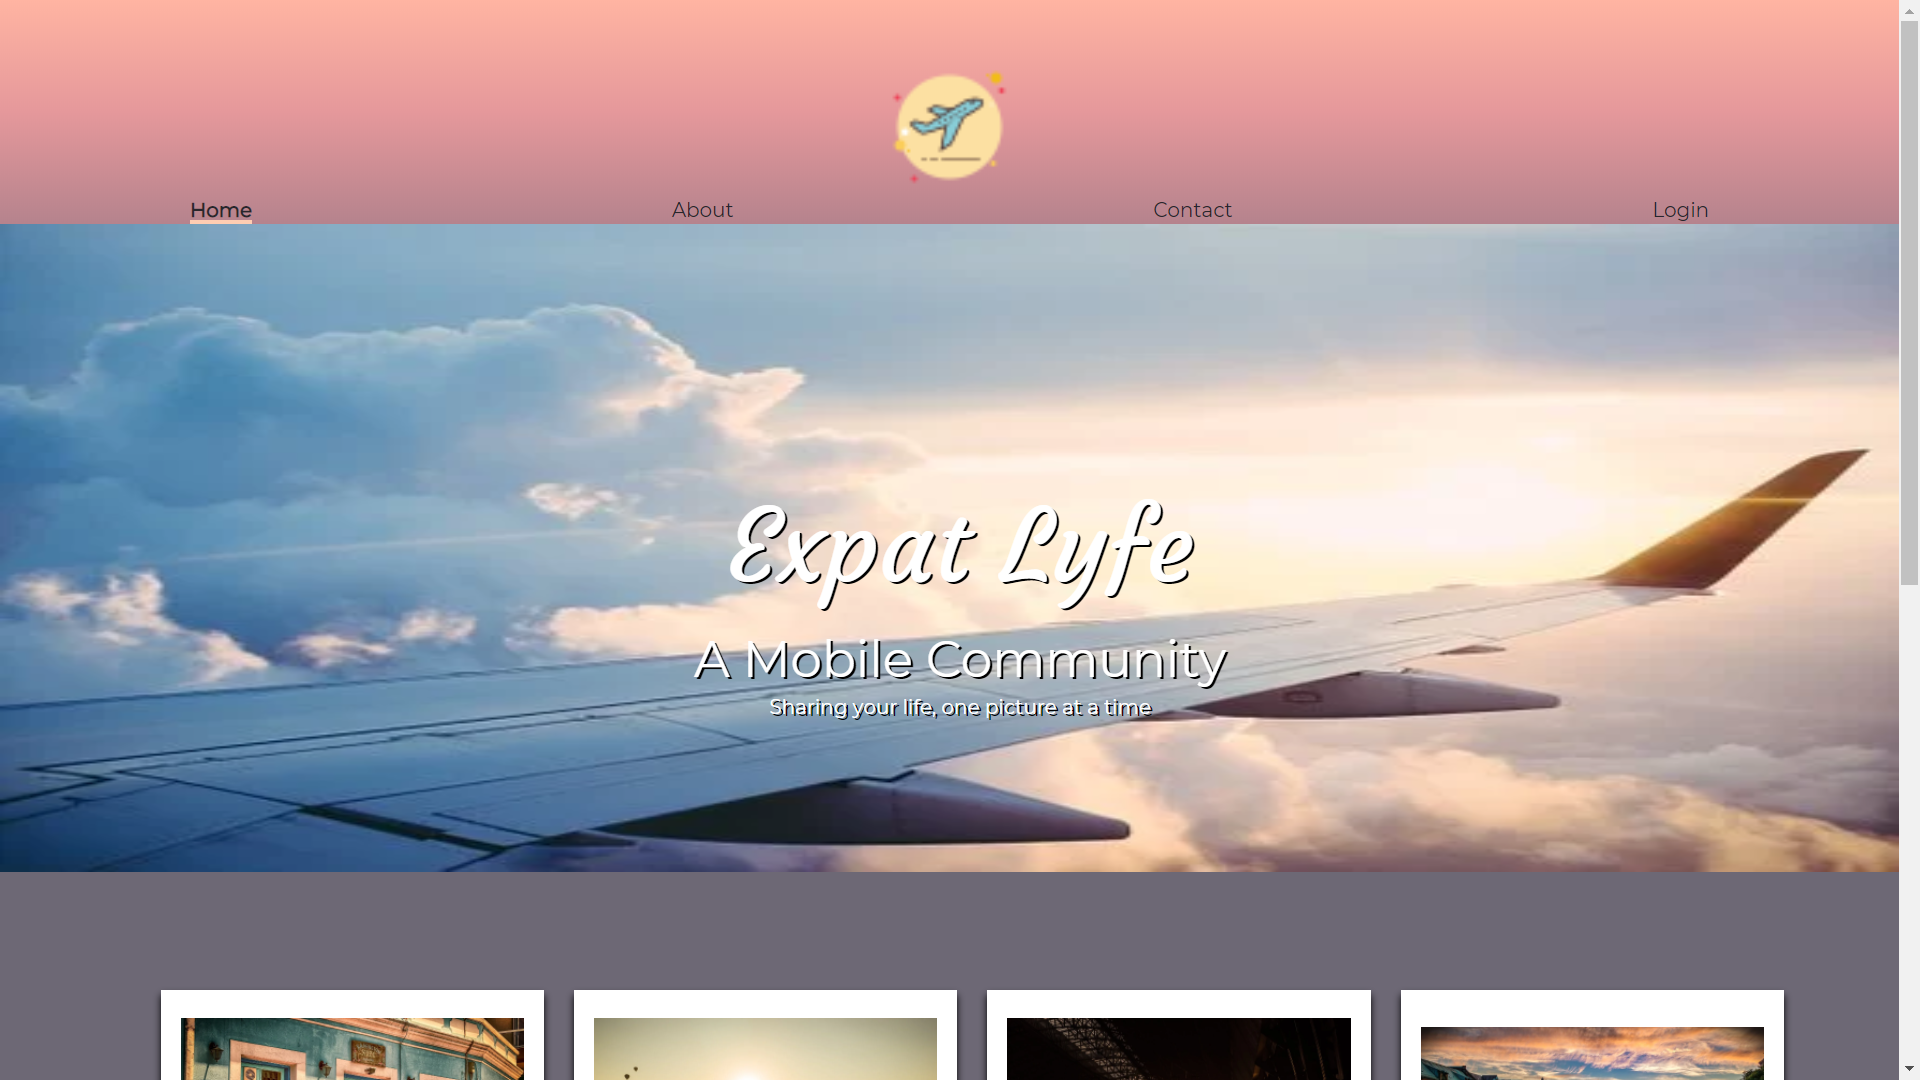 Home
About
Contact
Login
Expat Lyfe
A Mobile Community
Sharing your life, one picture at a time